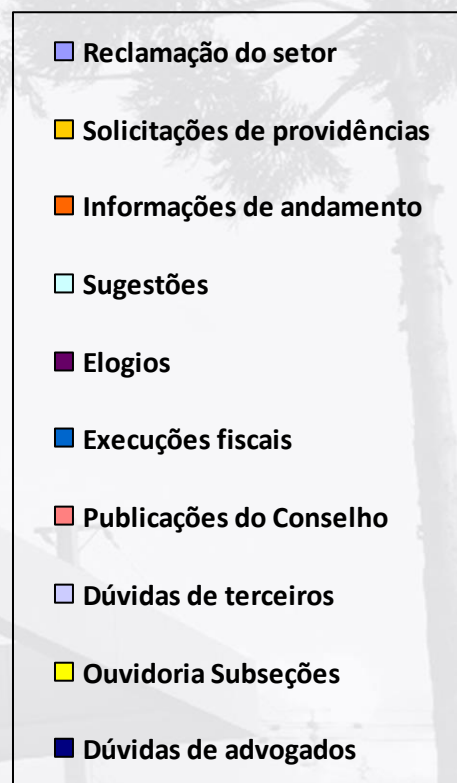 Reclamação do setor
Solicitações de providências
Informações de andamento
Sugestões
Elogios
Execuções fiscais
Publicações do Conselho
Dúvidas de terceiros
Ouvidoria Subseções
Dúvidas de advogados